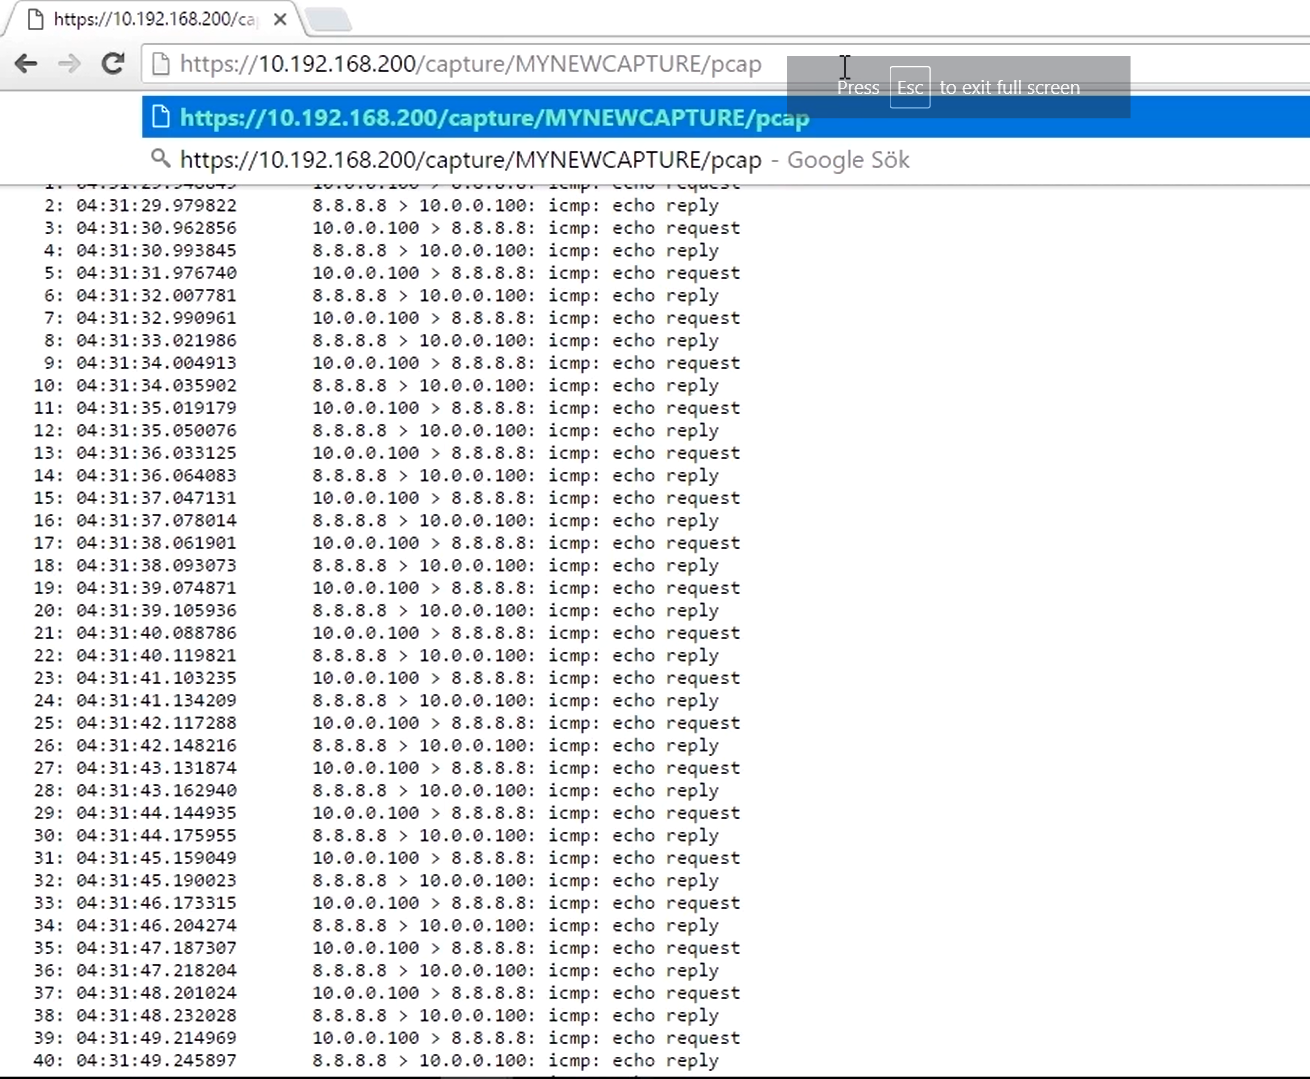 https://10.192.168.200/ca
https://10.192.168.200/capture/MYNEWCAPTURE/pcap
Press Esc to exit full screen
https://10.192.168.200/capture/MYNEWCAPTURE/pcap
https://10.192.168.200/capture/MYNEWCAPTURE/pcap - Google Sök
1: 04:31:29.948849 10.0.0.100 > 8.8.8.8: icmp: echo request
2: 04:31:29.979822 8.8.8.8 > 10.0.0.100: icmp: echo reply
3: 04:31:30.962856 10.0.0.100 > 8.8.8.8: icmp: echo request
4: 04:31:30.993845 8.8.8.8 > 10.0.0.100: icmp: echo reply
5: 04:31:31.976740 10.0.0.100 > 8.8.8.8: icmp: echo request
6: 04:31:32.007781 8.8.8.8 > 10.0.0.100: icmp: echo reply
7: 04:31:32.990961 10.0.0.100 > 8.8.8.8: icmp: echo request
8: 04:31:33.021986 8.8.8.8 > 10.0.0.100: icmp: echo reply
9: 04:31:34.004913 10.0.0.100 > 8.8.8.8: icmp: echo request
10: 04:31:34.035902 8.8.8.8 > 10.0.0.100: icmp: echo reply
11: 04:31:35.019179 10.0.0.100 > 8.8.8.8: icmp: echo request
12: 04:31:35.050076 8.8.8.8 > 10.0.0.100: icmp: echo reply
13: 04:31:36.033125 10.0.0.100 > 8.8.8.8: icmp: echo request
14: 04:31:36.064083 8.8.8.8 > 10.0.0.100: icmp: echo reply
15: 04:31:37.047131 10.0.0.100 > 8.8.8.8: icmp: echo request
16: 04:31:37.078014 8.8.8.8 > 10.0.0.100: icmp: echo reply
17: 04:31:38.061901 10.0.0.100 > 8.8.8.8: icmp: echo request
18: 04:31:38.093073 8.8.8.8 > 10.0.0.100: icmp: echo reply
19: 04:31:39.074871 10.0.0.100 > 8.8.8.8: icmp: echo request
20: 04:31:39.105936 8.8.8.8 > 10.0.0.100: icmp: echo reply
21: 04:31:40.088786 10.0.0.100 > 8.8.8.8: icmp: echo request
22: 04:31:40.119821 8.8.8.8 > 10.0.0.100: icmp: echo reply
23: 04:31:41.103235 10.0.0.100 > 8.8.8.8: icmp: echo request
24: 04:31:41.134209 8.8.8.8 > 10.0.0.100: icmp: echo reply
25: 04:31:42.117288 10.0.0.100 > 8.8.8.8: icmp: echo request
26: 04:31:42.148216 8.8.8.8 > 10.0.0.100: icmp: echo reply
27: 04:31:43.131874 10.0.0.100 > 8.8.8.8: icmp: echo request
28: 04:31:43.162940 8.8.8.8 > 10.0.0.100: icmp: echo reply
29: 04:31:44.144935 10.0.0.100 > 8.8.8.8: icmp: echo request
30: 04:31:44.175955 8.8.8.8 > 10.0.0.100: icmp: echo reply
31: 04:31:45.159049 10.0.0.100 > 8.8.8.8: icmp: echo request
32: 04:31:45.190023 8.8.8.8 > 10.0.0.100: icmp: echo reply
33: 04:31:46.173315 10.0.0.100 > 8.8.8.8: icmp: echo request
34: 04:31:46.204274 8.8.8.8 > 10.0.0.100: icmp: echo reply
35: 04:31:47.187307 10.0.0.100 > 8.8.8.8: icmp: echo request
36: 04:31:47.218204 8.8.8.8 > 10.0.0.100: icmp: echo reply
37: 04:31:48.201024 10.0.0.100 > 8.8.8.8: icmp: echo request
38: 04:31:48.232028 8.8.8.8 > 10.0.0.100: icmp: echo reply
39: 04:31:49.214969 10.0.0.100 > 8.8.8.8: icmp: echo request
40: 04:31:49.245897 8.8.8.8 > 10.0.0.100: icmp: echo reply